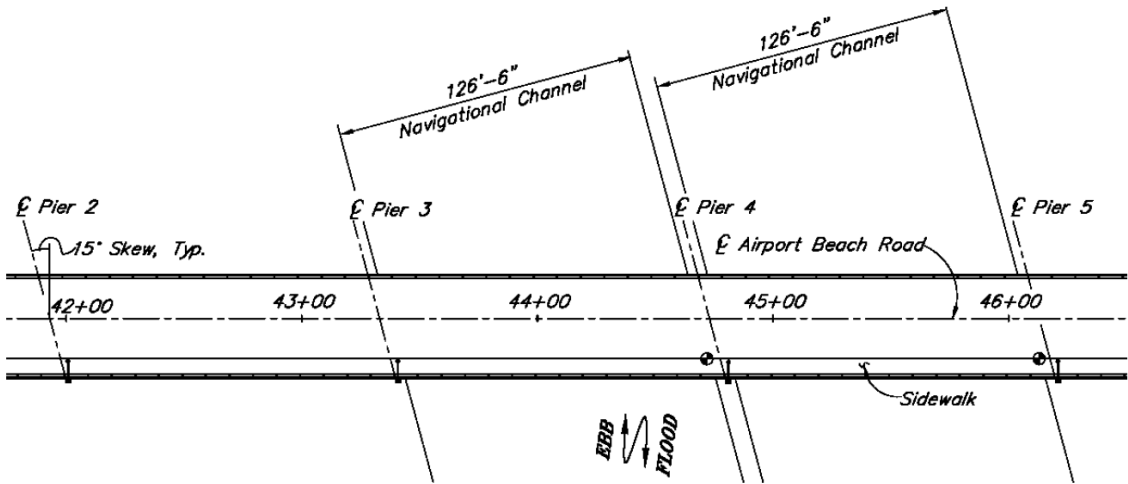 126'-6"
Navigational Channel
126'-6"
Navigational Channel
℄ Pier 2
℄ Pier 3
℄ Pier 4
℄ Pier 5
15° Skew, Typ.
℄ Airport Beach Road
42+00
43+00
44+00
45+00
46+00
Sidewalk
EBB
FLOOD